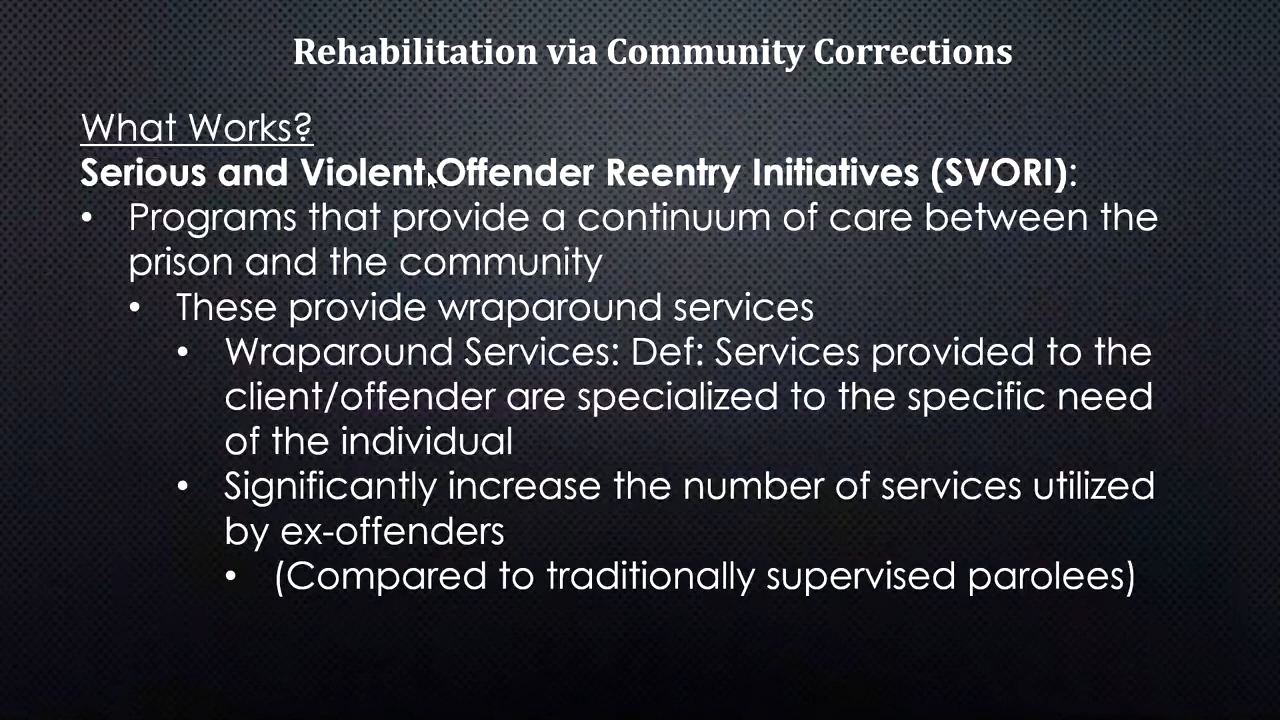 Rehabilitation via Community Corrections
What Works?
Serious and Violent Offender Reentry Initiatives (SVORI):
• Programs that provide a continuum of care between the
prison and the community
• These provide wraparound services
• Wraparound Services: Def: Services provided to the
client/offender are specialized to the specific need
of the individual
• Significantly increase the number of services utilized
by ex-offenders
• (Compared to traditionally supervised parolees)